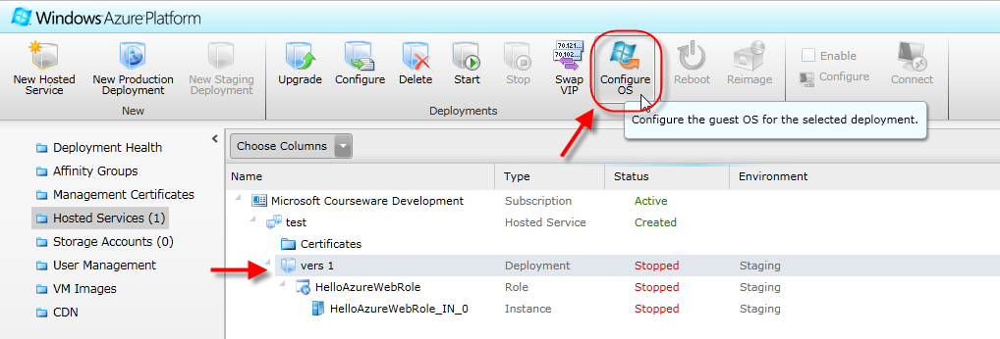 Windows Azure Platform
New Hosted Service
New Production Deployment
New Staging Deployment
New
Upgrade
Configure
Delete
Start
Stop
70,121...
70,102...
Swap VIP
Configure OS
Reboot
Reimage
Enable
Configure
Connect
Deployments
Configure the guest OS for the selected deployment.
Deployment Health
Affinity Groups
Management Certificates
Hosted Services (1)
Storage Accounts (0)
User Management
VM Images
CDN
Choose Columns
Name Type Status Environment
Microsoft Courseware Development Subscription Active
test Hosted Service Created
Certificates
vers 1 Deployment Stopped Staging
HelloAzureWebRole Role Stopped Staging
HelloAzureWebRole_IN_0 Instance Stopped Staging